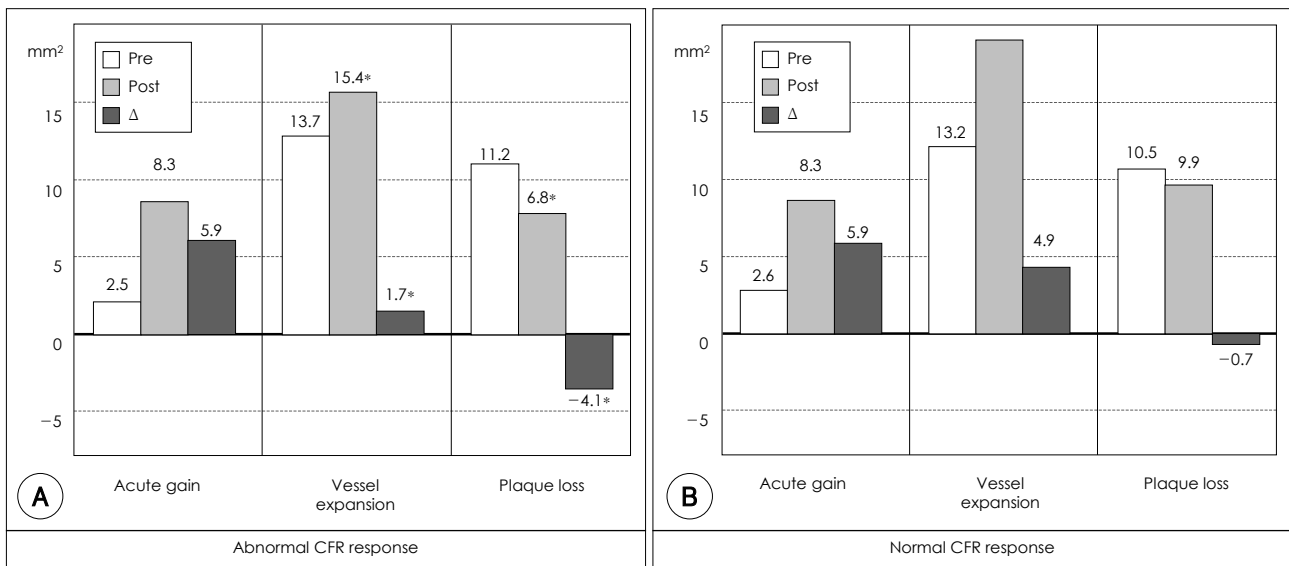 mm²
Pre
Post
Δ
15
10
5
0
−5
2.5
8.3
5.9
13.7
15.4*
1.7*
11.2
6.8*
−4.1*
Acute gain
Vessel
expansion
Plaque loss
A
Abnormal CFR response
mm²
Pre
Post
Δ
15
10
5
0
−5
2.6
8.3
5.9
13.2
4.9
10.5
9.9
−0.7
Acute gain
Vessel
expansion
Plaque loss
B
Normal CFR response